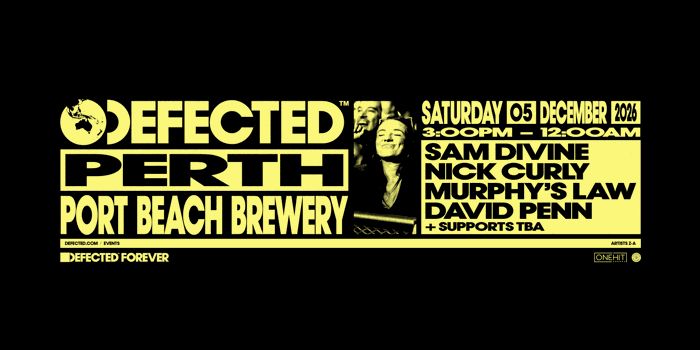 DEFECTED™
PERTH
PORT BEACH BREWERY
SATURDAY 05 DECEMBER 2026
3:00PM – 12:00AM
SAM DIVINE
NICK CURLY
MURPHY'S LAW
DAVID PENN
+ SUPPORTS TBA
DEFECTED.COM / EVENTS
ARTISTS Z-A
DEFECTED FOREVER
ONEHIT